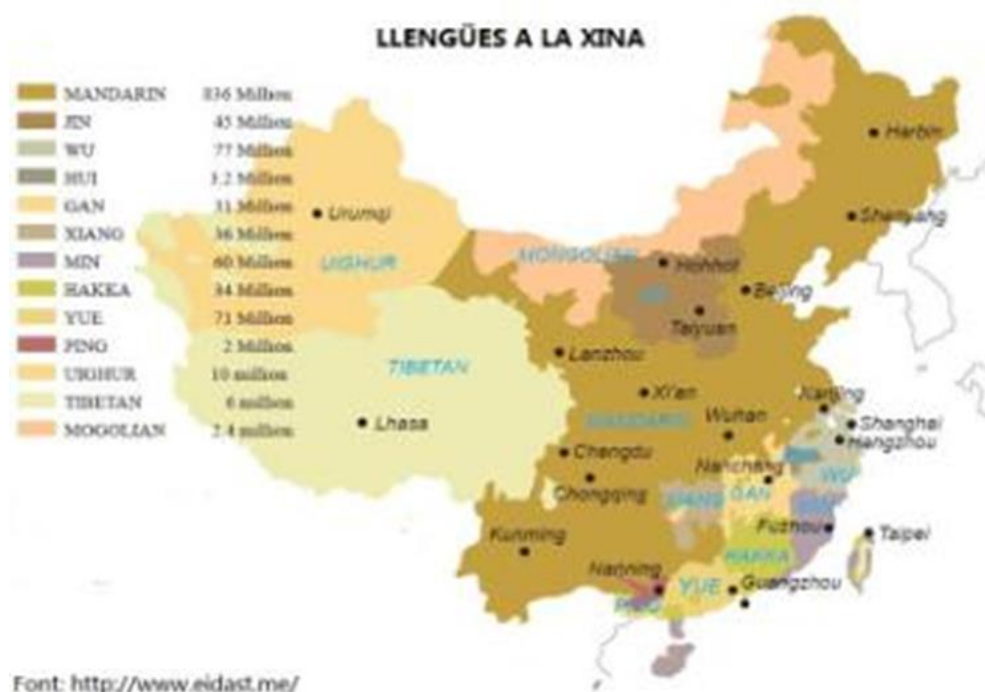 LLENGÜES A LA XINA
MANDARIN 836 Million
JIN 45 Million
WU 77 Million
HUI 3.2 Million
GAN 31 Million
XIANG 36 Million
MIN 60 Million
HAKKA 34 Million
YUE 71 Million
PING 2 Million
UIGHUR 10 million
TIBETAN 6 million
MOGOLIAN 2.4 million
Harbin
Urumqi
Shenyang
UIGHUR
MONGOLIAN
Hohhot
Beijing
Taiyuan
Lanzhou
TIBETAN
Xi'an
Nanjing
MANDARIN
Wuhan
Shanghai
Hangzhou
Lhasa
Chengdu
Nanchang
WU
Chongqing
XIANG
GAN
Kunming
Fuzhou
Taipei
HAKKA
Nanning
YUE
Guangzhou
PING
Font: http://www.eidast.me/